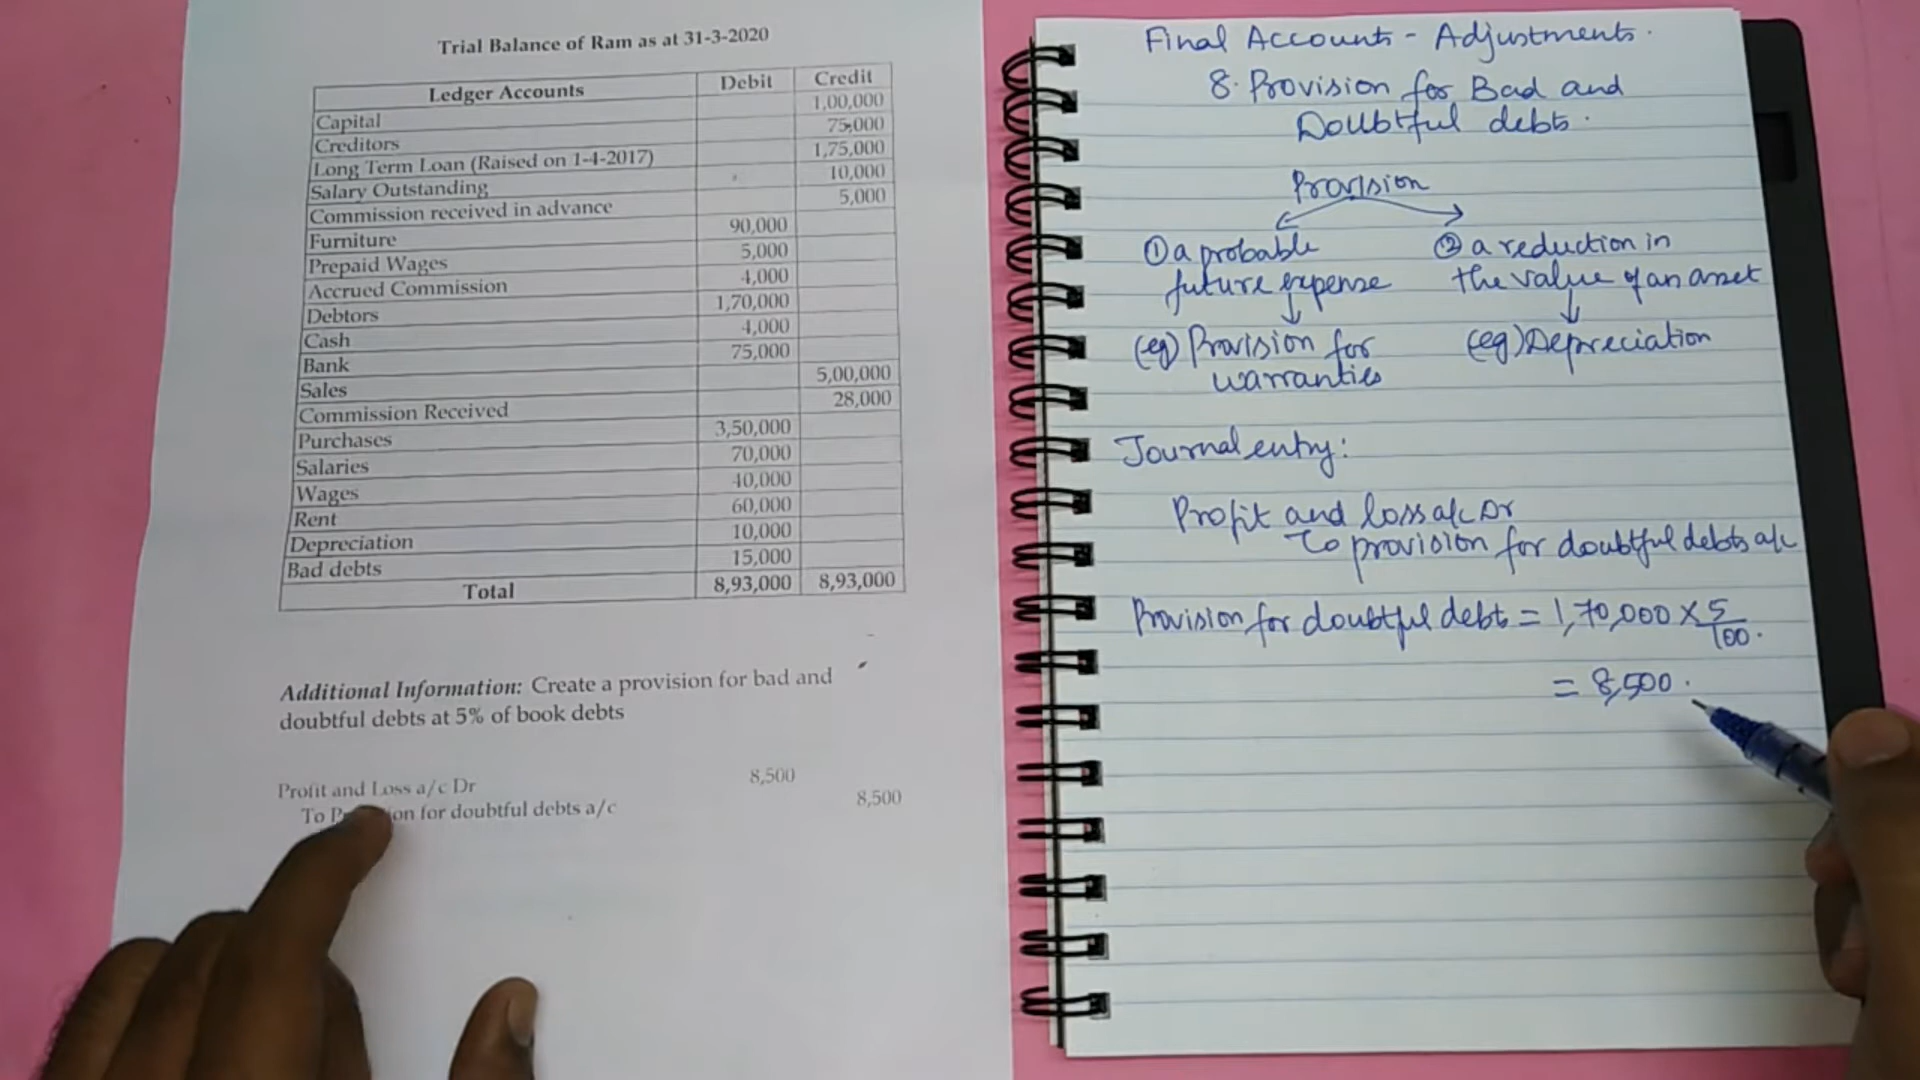 Trial Balance of Ram as at 31-3-2020
Ledger Accounts Debit Credit
Capital 1,00,000
Creditors 75,000
Long Term Loan (Raised on 1-4-2017) 1,75,000
Salary Outstanding 10,000
Commission received in advance 5,000
Furniture 90,000
Prepaid Wages 5,000
Accrued Commission 4,000
Debtors 1,70,000
Cash 4,000
Bank 75,000
Sales 5,00,000
Commission Received 28,000
Purchases 3,50,000
Salaries 70,000
Wages 40,000
Rent 60,000
Depreciation 10,000
Bad debts 15,000
Total 8,93,000 8,93,000
Additional Information: Create a provision for bad and
doubtful debts at 5% of book debts
Profit and Loss a/c Dr 8,500
To for doubtful debts a/c 8,500
Final Accounts - Adjustments.
8. Provision for Bad and
Doubtful debts.
Provision
① a probable
future expense
(eg) Provision for
warranties
② a reduction in
the value of an asset
(eg) Depreciation
Journal entry:
Profit and loss a/c Dr
To provision for doubtful debts a/c
Provision for doubtful debt = 1,70,000 × 5/100.
= 8,500.